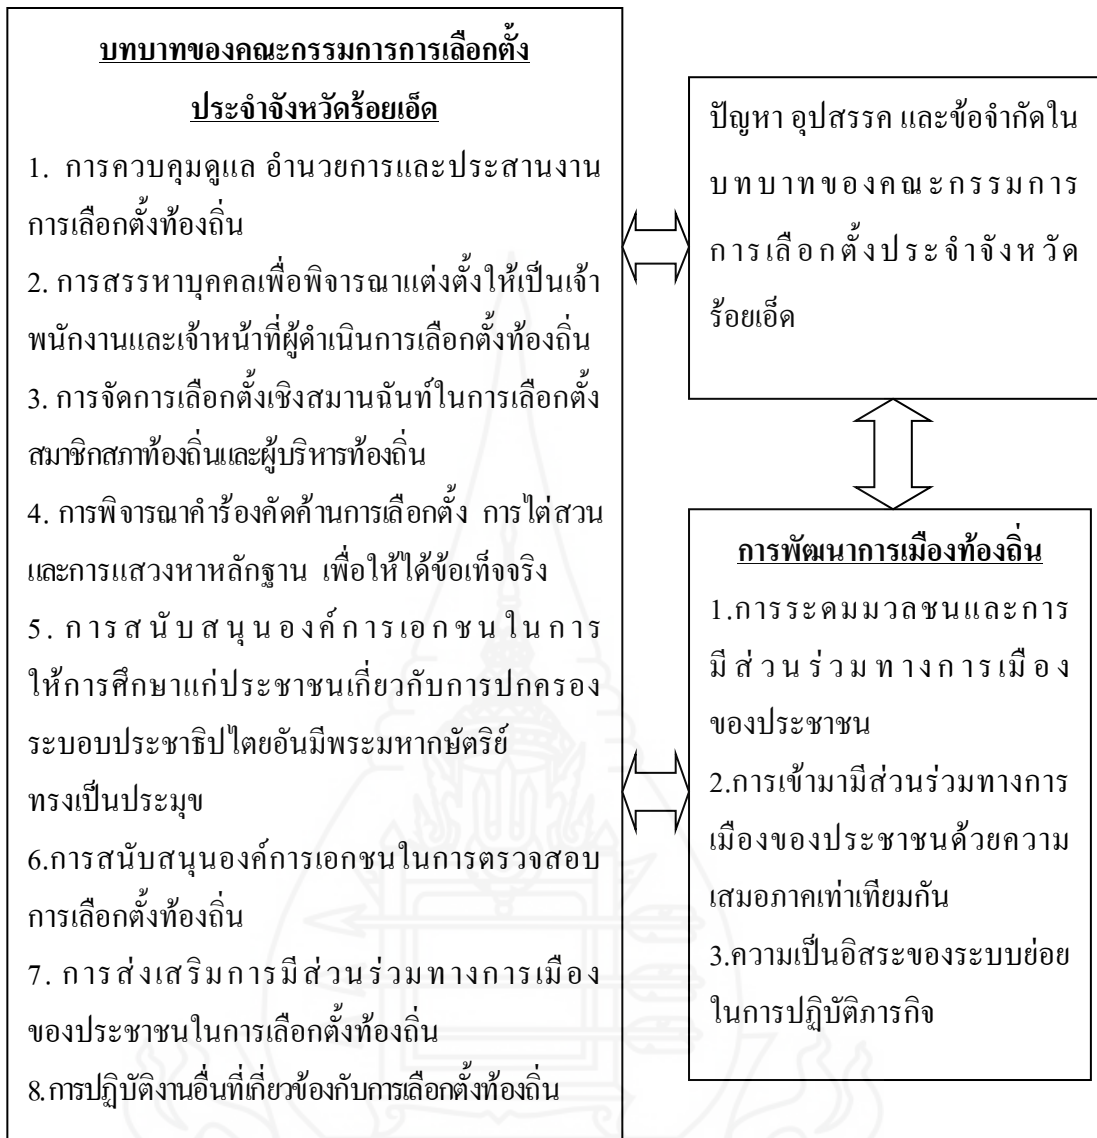 บทบาทของคณะกรรมการการเลือกตั้ง
ประจำจังหวัดร้อยเอ็ด
1. การควบคุมดูแล อำนวยการและประสานงาน
การเลือกตั้งท้องถิ่น
2. การสรรหาบุคคลเพื่อพิจารณาแต่งตั้งให้เป็นเจ้า
พนักงานและเจ้าหน้าที่ผู้ดำเนินการเลือกตั้งท้องถิ่น
3. การจัดการเลือกตั้งเชิงสมานฉันท์ในการเลือกตั้ง
สมาชิกสภาท้องถิ่นและผู้บริหารท้องถิ่น
4. การพิจารณาคำร้องคัดค้านการเลือกตั้ง การไต่สวน
และการแสวงหาหลักฐาน เพื่อให้ได้ข้อเท็จจริง
5. การสนับสนุนองค์การเอกชนในการ
ให้การศึกษาแก่ประชาชนเกี่ยวกับการปกครอง
ระบอบประชาธิปไตยอันมีพระมหากษัตริย์
ทรงเป็นประมุข
6.การสนับสนุนองค์การเอกชนในการตรวจสอบ
การเลือกตั้งท้องถิ่น
7. การส่งเสริมการมีส่วนร่วมทางการเมือง
ของประชาชนในการเลือกตั้งท้องถิ่น
8.การปฏิบัติงานอื่นที่เกี่ยวข้องกับการเลือกตั้งท้องถิ่น
ปัญหา อุปสรรค และข้อจำกัดใน
บทบาทของคณะกรรมการ
การเลือกตั้งประจำจังหวัด
ร้อยเอ็ด
การพัฒนาการเมืองท้องถิ่น
1.การระดมมวลชนและการ
มีส่วนร่วมทางการเมือง
ของประชาชน
2.การเข้ามามีส่วนร่วมทางการ
เมืองของประชาชนด้วยความ
เสมอภาคเท่าเทียมกัน
3.ความเป็นอิสระของระบบย่อย
ในการปฏิบัติภารกิจ